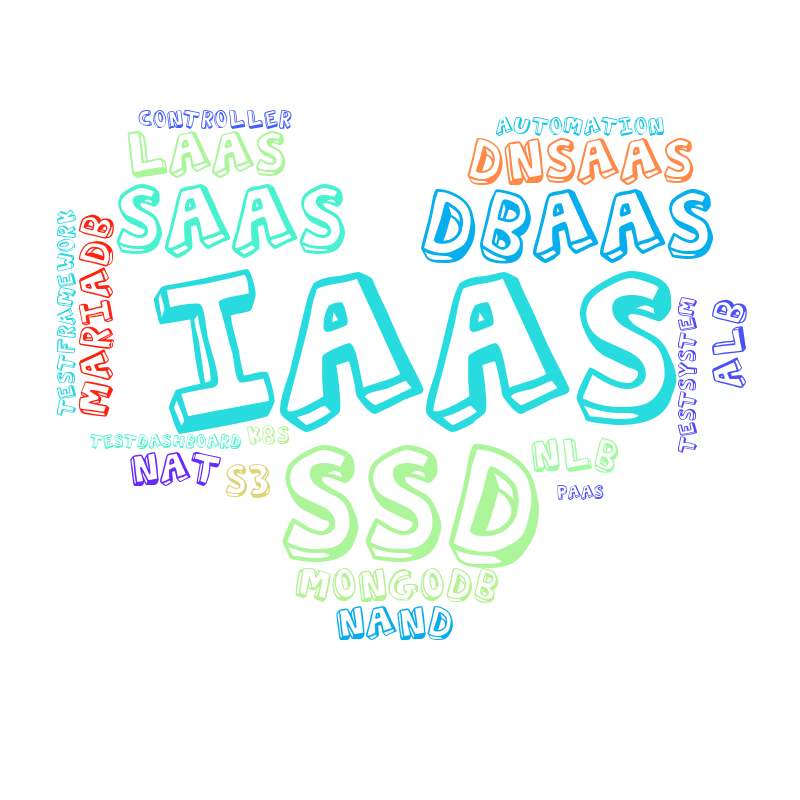 CONTROLLER
AUTOMATION
LAAS
DNSAAS
SAAS
DBAAS
TESTFRAMEWORK
MARIADB
IAAS
TESTSYSTEM
ALB
TESTDASHBOARD
K8S
NAT
S3
SSD
NLB
PAAS
MONGODB
NAND